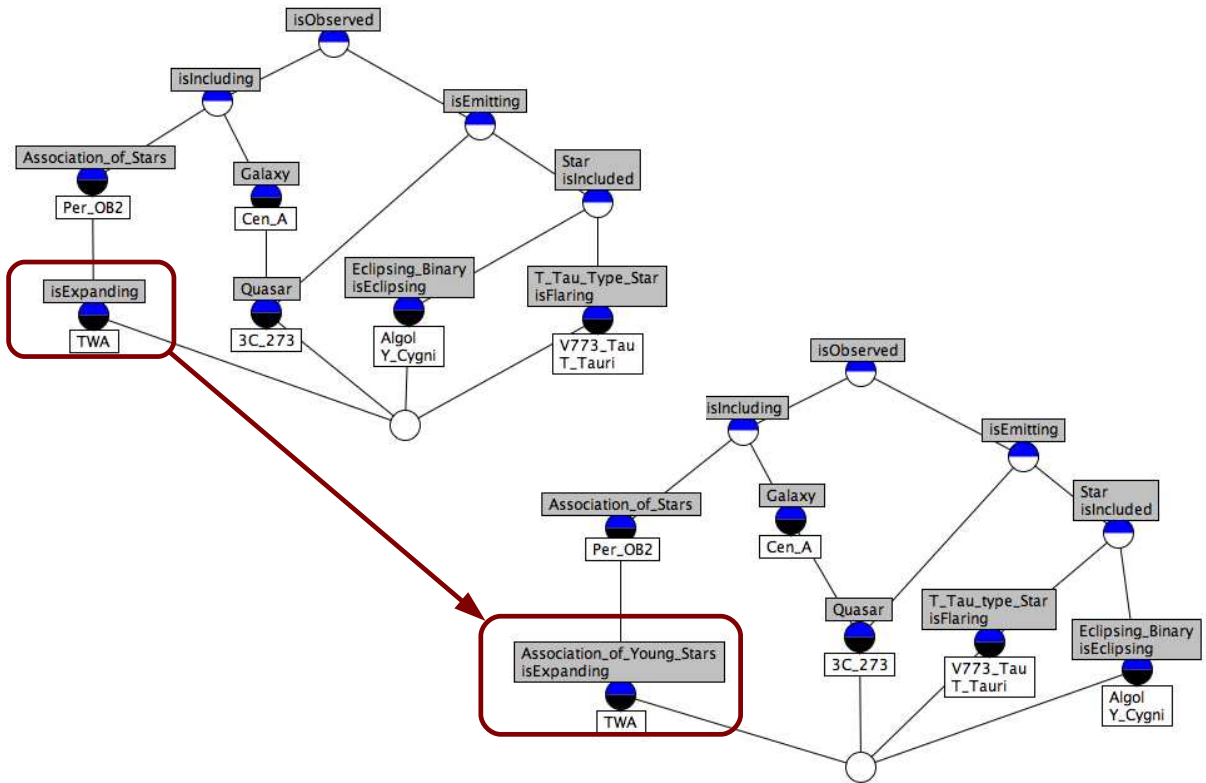 isObserved
isIncluding
isEmitting
Association_of_Stars
Per_OB2
Galaxy
Cen_A
Star
isIncluded
isExpanding
TWA
Quasar
3C_273
Eclipsing_Binary
isEclipsing
Algol
Y_Cygni
T_Tau_Type_Star
isFlaring
V773_Tau
T_Tauri
isObserved
isIncluding
isEmitting
Association_of_Stars
Per_OB2
Galaxy
Cen_A
Star
isIncluded
Association_of_Young_Stars
isExpanding
TWA
Quasar
3C_273
T_Tau_type_Star
isFlaring
V773_Tau
T_Tauri
Eclipsing_Binary
isEclipsing
Algol
Y_Cygni